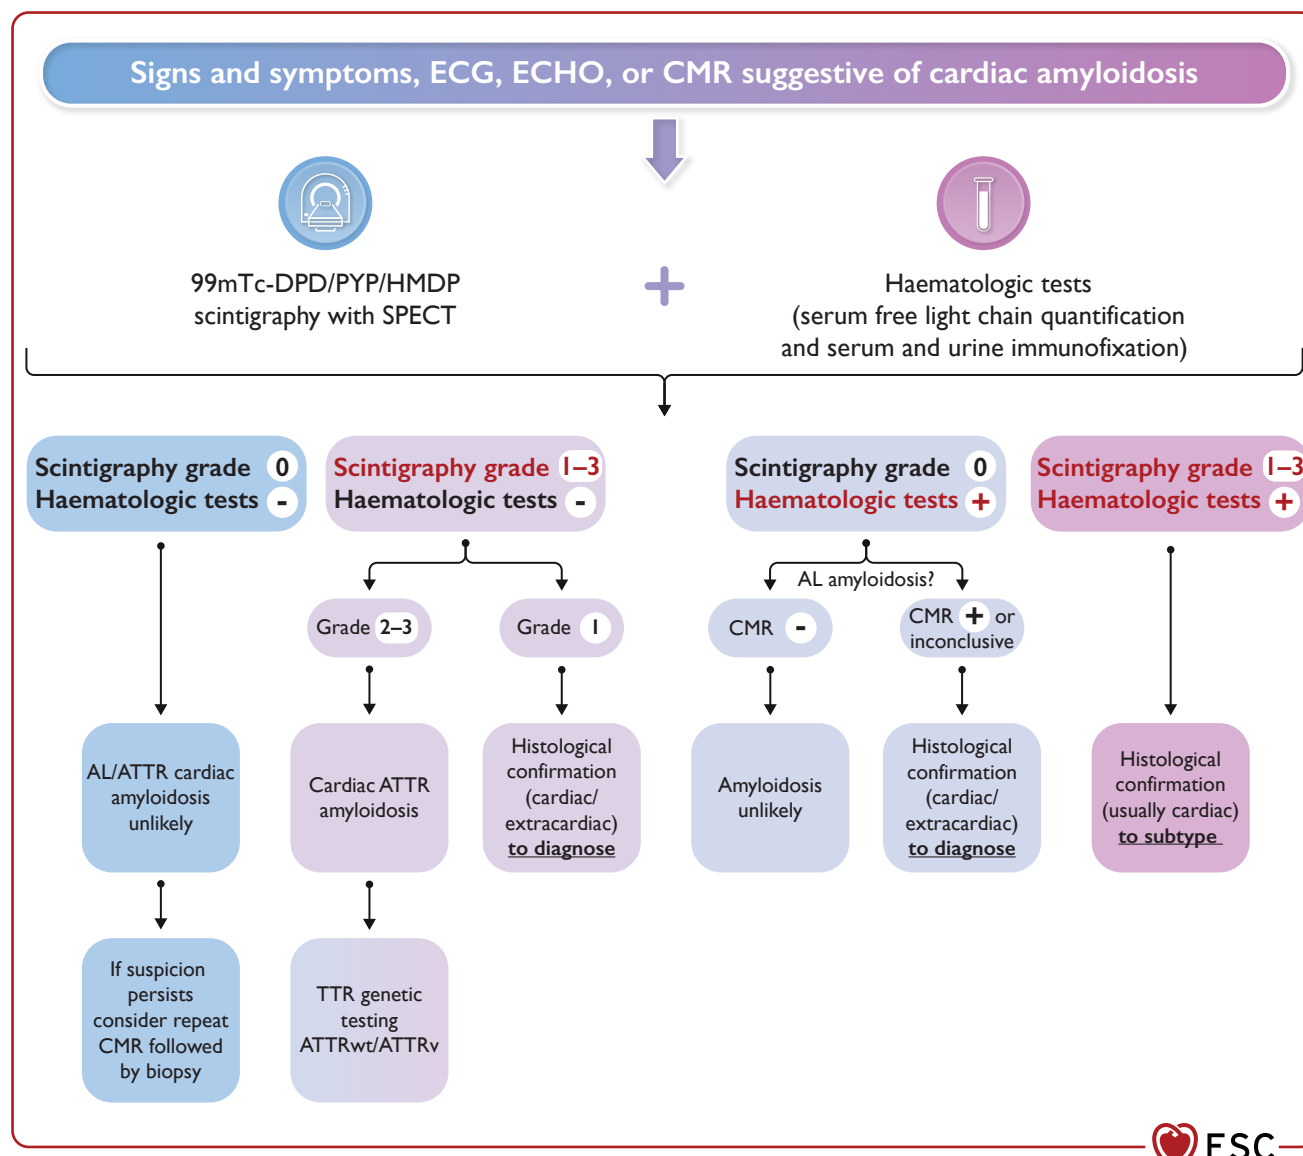 Signs and symptoms, ECG, ECHO, or CMR suggestive of cardiac amyloidosis
99mTc-DPD/PYP/HMDP
scintigraphy with SPECT
+
Haematologic tests
(serum free light chain quantification
and serum and urine immunofixation)
Scintigraphy grade 0
Haematologic tests -
Scintigraphy grade 1–3
Haematologic tests -
Scintigraphy grade 0
Haematologic tests +
Scintigraphy grade 1–3
Haematologic tests +
AL amyloidosis?
Grade 2–3
Grade 1
CMR -
CMR + or
inconclusive
AL/ATTR cardiac
amyloidosis
unlikely
Cardiac ATTR
amyloidosis
Histological
confirmation
(cardiac/
extracardiac)
to diagnose
Amyloidosis
unlikely
Histological
confirmation
(cardiac/
extracardiac)
to diagnose
Histological
confirmation
(usually cardiac)
to subtype
If suspicion
persists
consider repeat
CMR followed
by biopsy
TTR genetic
testing
ATTRwt/ATTRv
ESC